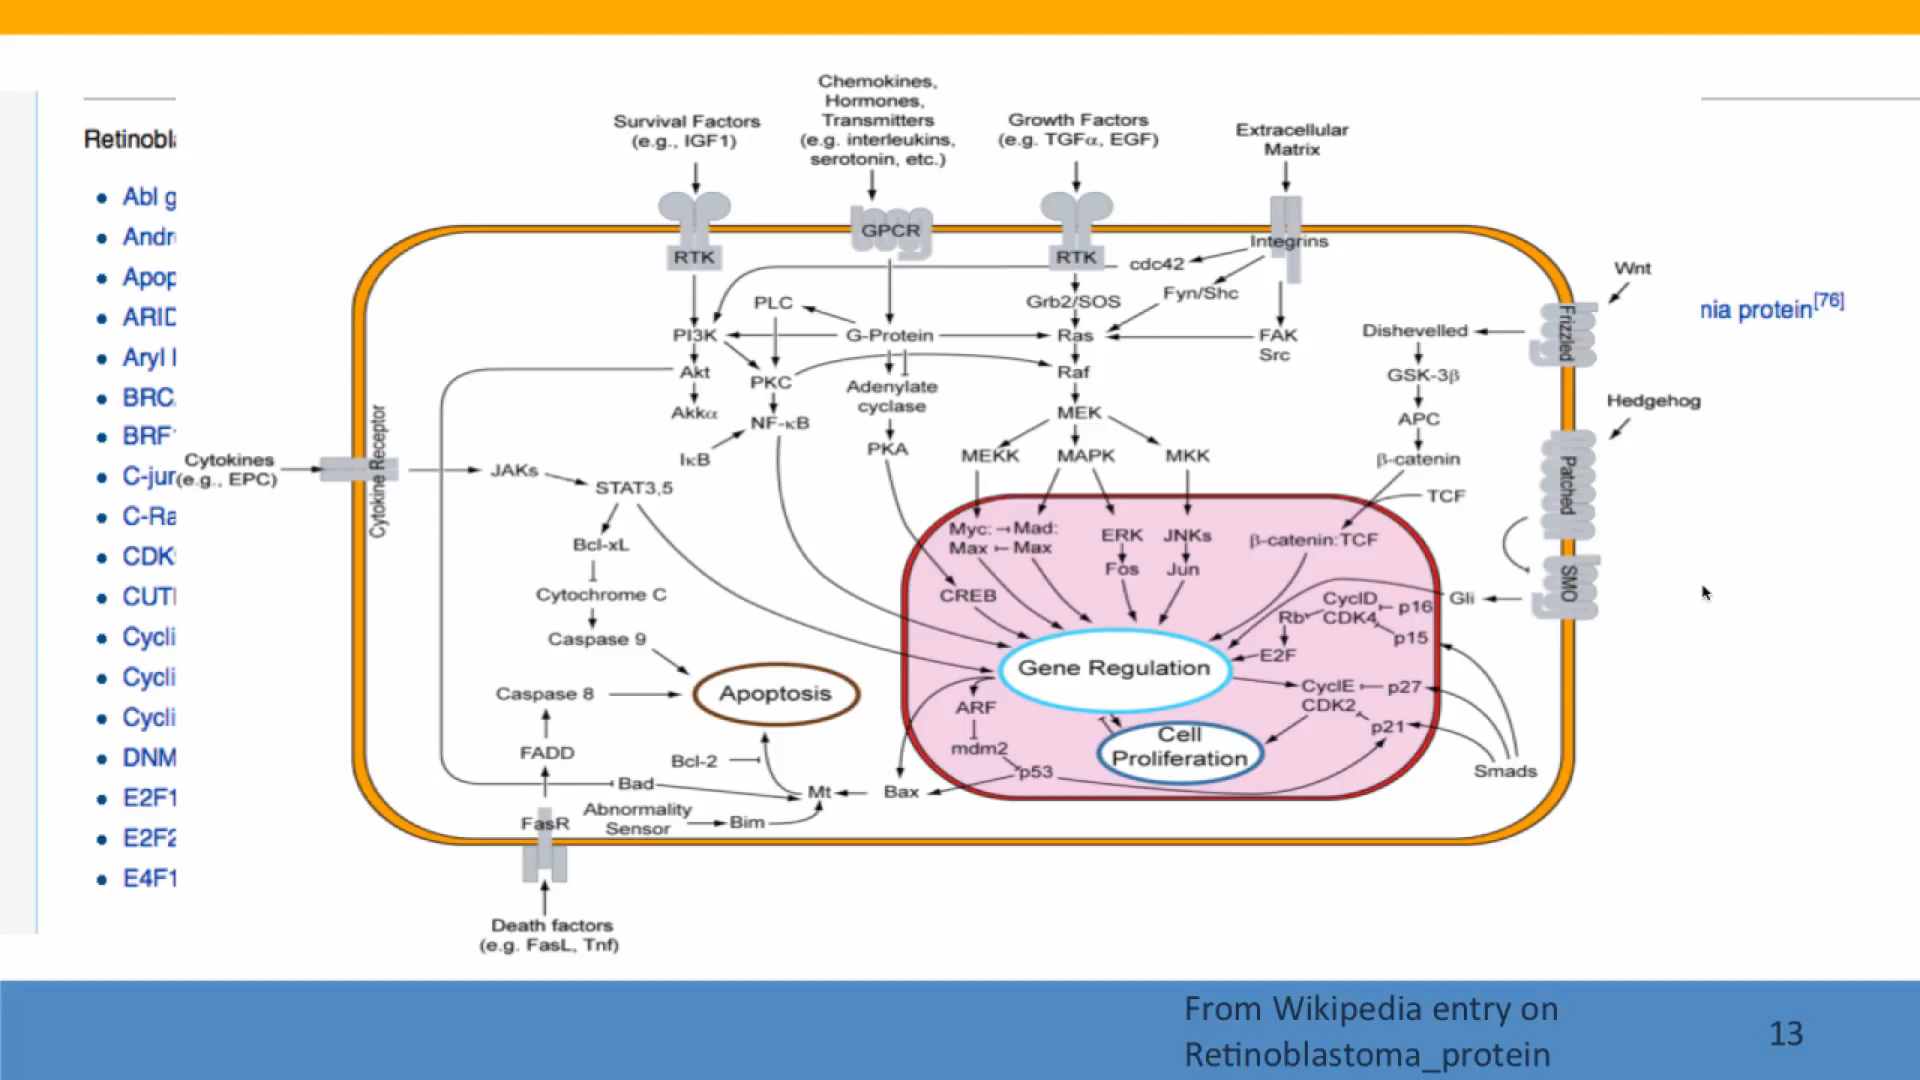 Chemokines,
Hormones,
Transmitters
(e.g. interleukins,
serotonin, etc.)
Survival Factors
(e.g., IGF1)
Growth Factors
(e.g. TGFα, EGF)
Extracellular
Matrix
Retinobl
Abl g
Andr
Apop
ARID
Aryl
BRC
BRF
C-jur
C-Ra
CDK
CUT
Cycli
Cycli
Cycli
DNM
E2F1
E2F2
E4F1
nia protein[76]
RTK
GPCR
RTK
Integrins
cdc42
Fyn/Shc
Grb2/SOS
PLC
PI3K
G-Protein
Ras
FAK
Src
Akt
PKC
Adenylate
cyclase
Raf
Akkα
NF-κB
MEK
IκB
PKA
MEKK
MAPK
MKK
Wnt
Frizzled
Dishevelled
GSK-3β
APC
β-catenin
TCF
Hedgehog
Patched
SMO
Gli
Cytokines
(e.g., EPC)
Cytokine Receptor
JAKs
STAT3,5
Bcl-xL
Cytochrome C
Caspase 9
Caspase 8
Apoptosis
FADD
Bcl-2
Bad
Mt
Bax
Abnormality
Sensor
Bim
FasR
Death factors
(e.g. FasL, Tnf)
Myc: Mad:
Max Max
ERK
JNKs
Fos
Jun
β-catenin:TCF
CREB
CyclD
CDK4
p16
p15
Rb
E2F
Gene Regulation
CyclE
CDK2
p27
p21
ARF
mdm2
p53
Cell
Proliferation
Smads
From Wikipedia entry on
Retinoblastoma_protein
13